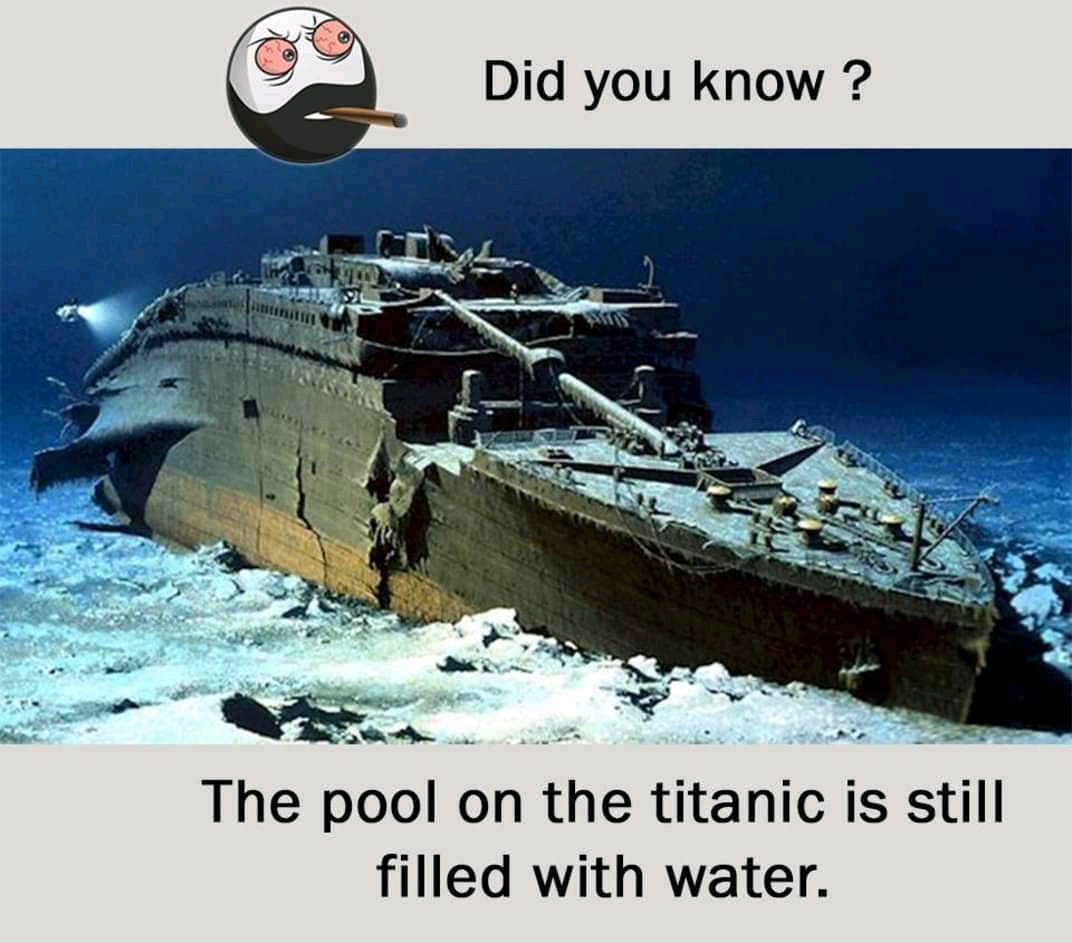 Did you know ?
The pool on the titanic is still
filled with water.